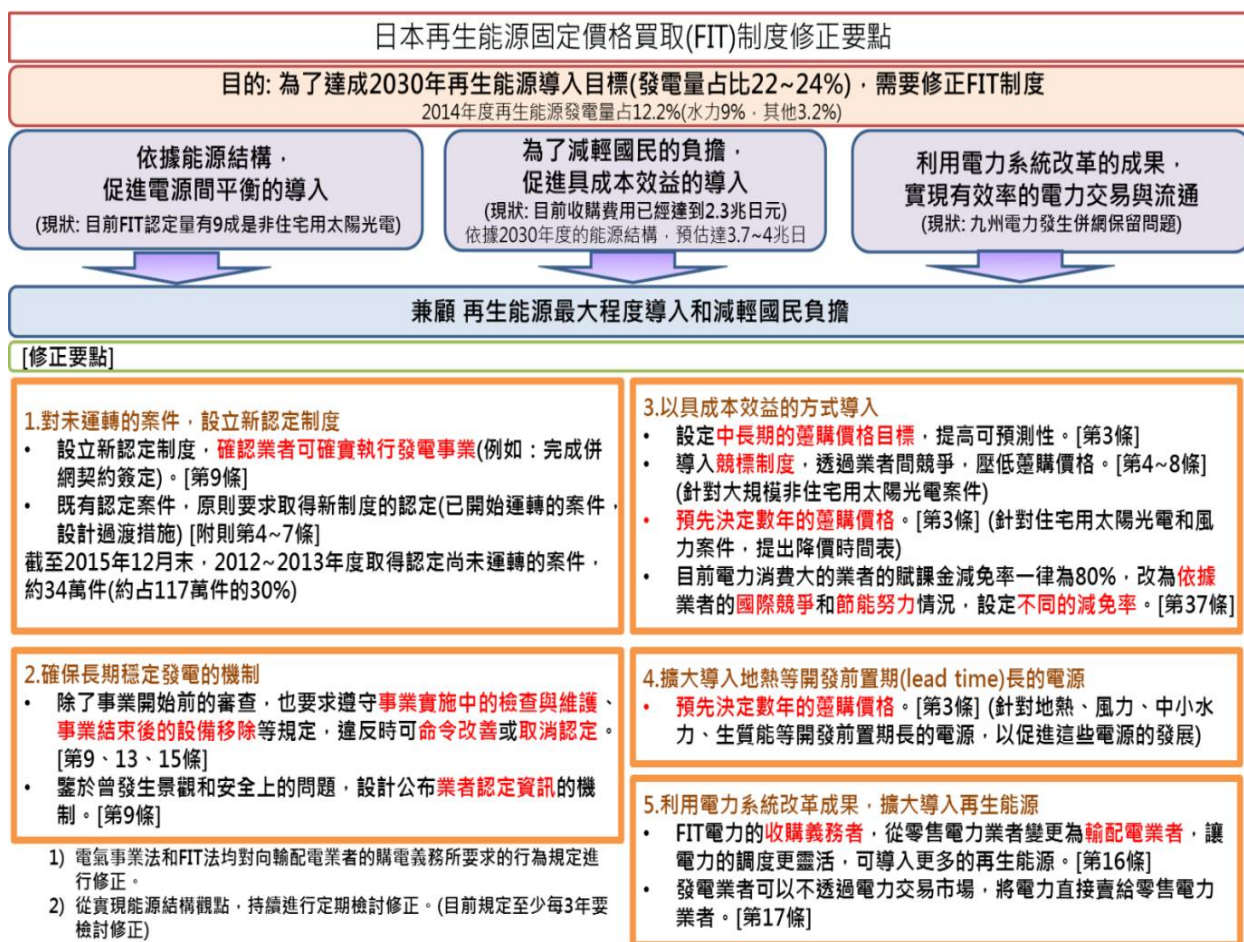 日本再生能源固定價格買取(FIT)制度修正要點
目的: 為了達成2030年再生能源導入目標(發電量占比22~24%)，需要修正FIT制度
2014年度再生能源發電量占12.2%(水力9%，其他3.2%)
依據能源結構，
促進電源間平衡的導入
(現狀: 目前FIT認定量有9成是非住宅用太陽光電)
為了減輕國民的負擔，
促進具成本效益的導入
(現狀: 目前收購費用已經達到2.3兆日元)
依據2030年度的能源結構，預估達3.7~4兆日
利用電力系統改革的成果，
實現有效率的電力交易與流通
(現狀: 九州電力發生併網保留問題)
兼顧 再生能源最大程度導入和減輕國民負擔
[修正要點]
1.對未運轉的案件，設立新認定制度
• 設立新認定制度，確認業者可確實執行發電事業(例如：完成併
網契約簽定)。[第9條]
• 既有認定案件，原則要求取得新制度的認定(已開始運轉的案件，
設計過渡措施) [附則第4~7條]
截至2015年12月末，2012~2013年度取得認定尚未運轉的案件，
約34萬件(約占117萬件的30%)
2.確保長期穩定發電的機制
• 除了事業開始前的審查，也要求遵守事業實施中的檢查與維護、
事業結束後的設備移除等規定，違反時可命令改善或取消認定。
[第9、13、15條]
• 鑒於曾發生景觀和安全上的問題，設計公布業者認定資訊的機
制。[第9條]
1) 電氣事業法和FIT法均對向輸配電業者的購電義務所要求的行為規定進
行修正。
2) 從實現能源結構觀點，持續進行定期檢討修正。(目前規定至少每3年要
檢討修正)
3.以具成本效益的方式導入
• 設定中長期的躉購價格目標，提高可預測性。[第3條]
• 導入競標制度，透過業者間競爭，壓低躉購價格。[第4~8條]
(針對大規模非住宅用太陽光電案件)
• 預先決定數年的躉購價格。[第3條] (針對住宅用太陽光電和風
力案件，提出降價時間表)
• 目前電力消費大的業者的賦課金減免率一律為80%，改為依據
業者的國際競爭和節能努力情況，設定不同的減免率。[第37條]
4.擴大導入地熱等開發前置期(lead time)長的電源
• 預先決定數年的躉購價格。[第3條] (針對地熱、風力、中小水
力、生質能等開發前置期長的電源，以促進這些電源的發展)
5.利用電力系統改革成果，擴大導入再生能源
• FIT電力的收購義務者，從零售電力業者變更為輸配電業者，讓
電力的調度更靈活，可導入更多的再生能源。[第16條]
• 發電業者可以不透過電力交易市場，將電力直接賣給零售電力
業者。[第17條]